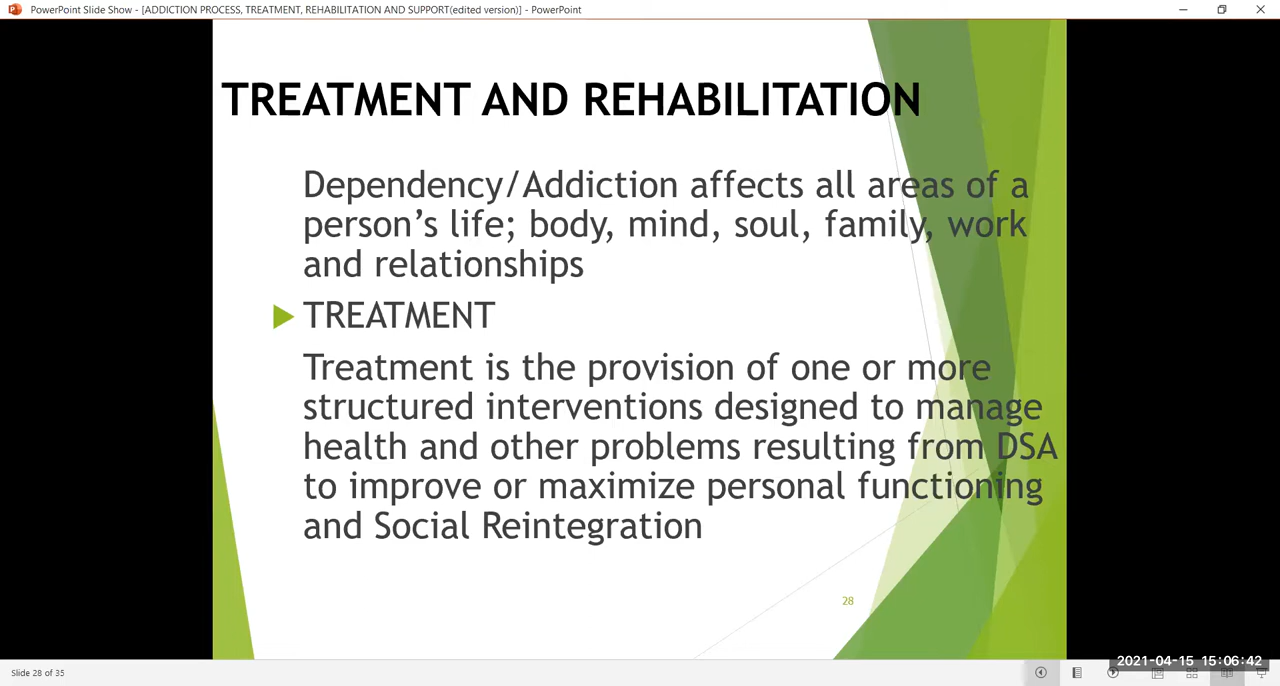 PowerPoint Slide Show - [ADDICTION PROCESS, TREATMENT, REHABILITATION AND SUPPORT(edited version)] - PowerPoint
TREATMENT AND REHABILITATION
Dependency/Addiction affects all areas of a
person’s life; body, mind, soul, family, work
and relationships
TREATMENT
Treatment is the provision of one or more
structured interventions designed to manage
health and other problems resulting from DSA
to improve or maximize personal functioning
and Social Reintegration
28
2021-04-15 15:06:42
Slide 28 of 35